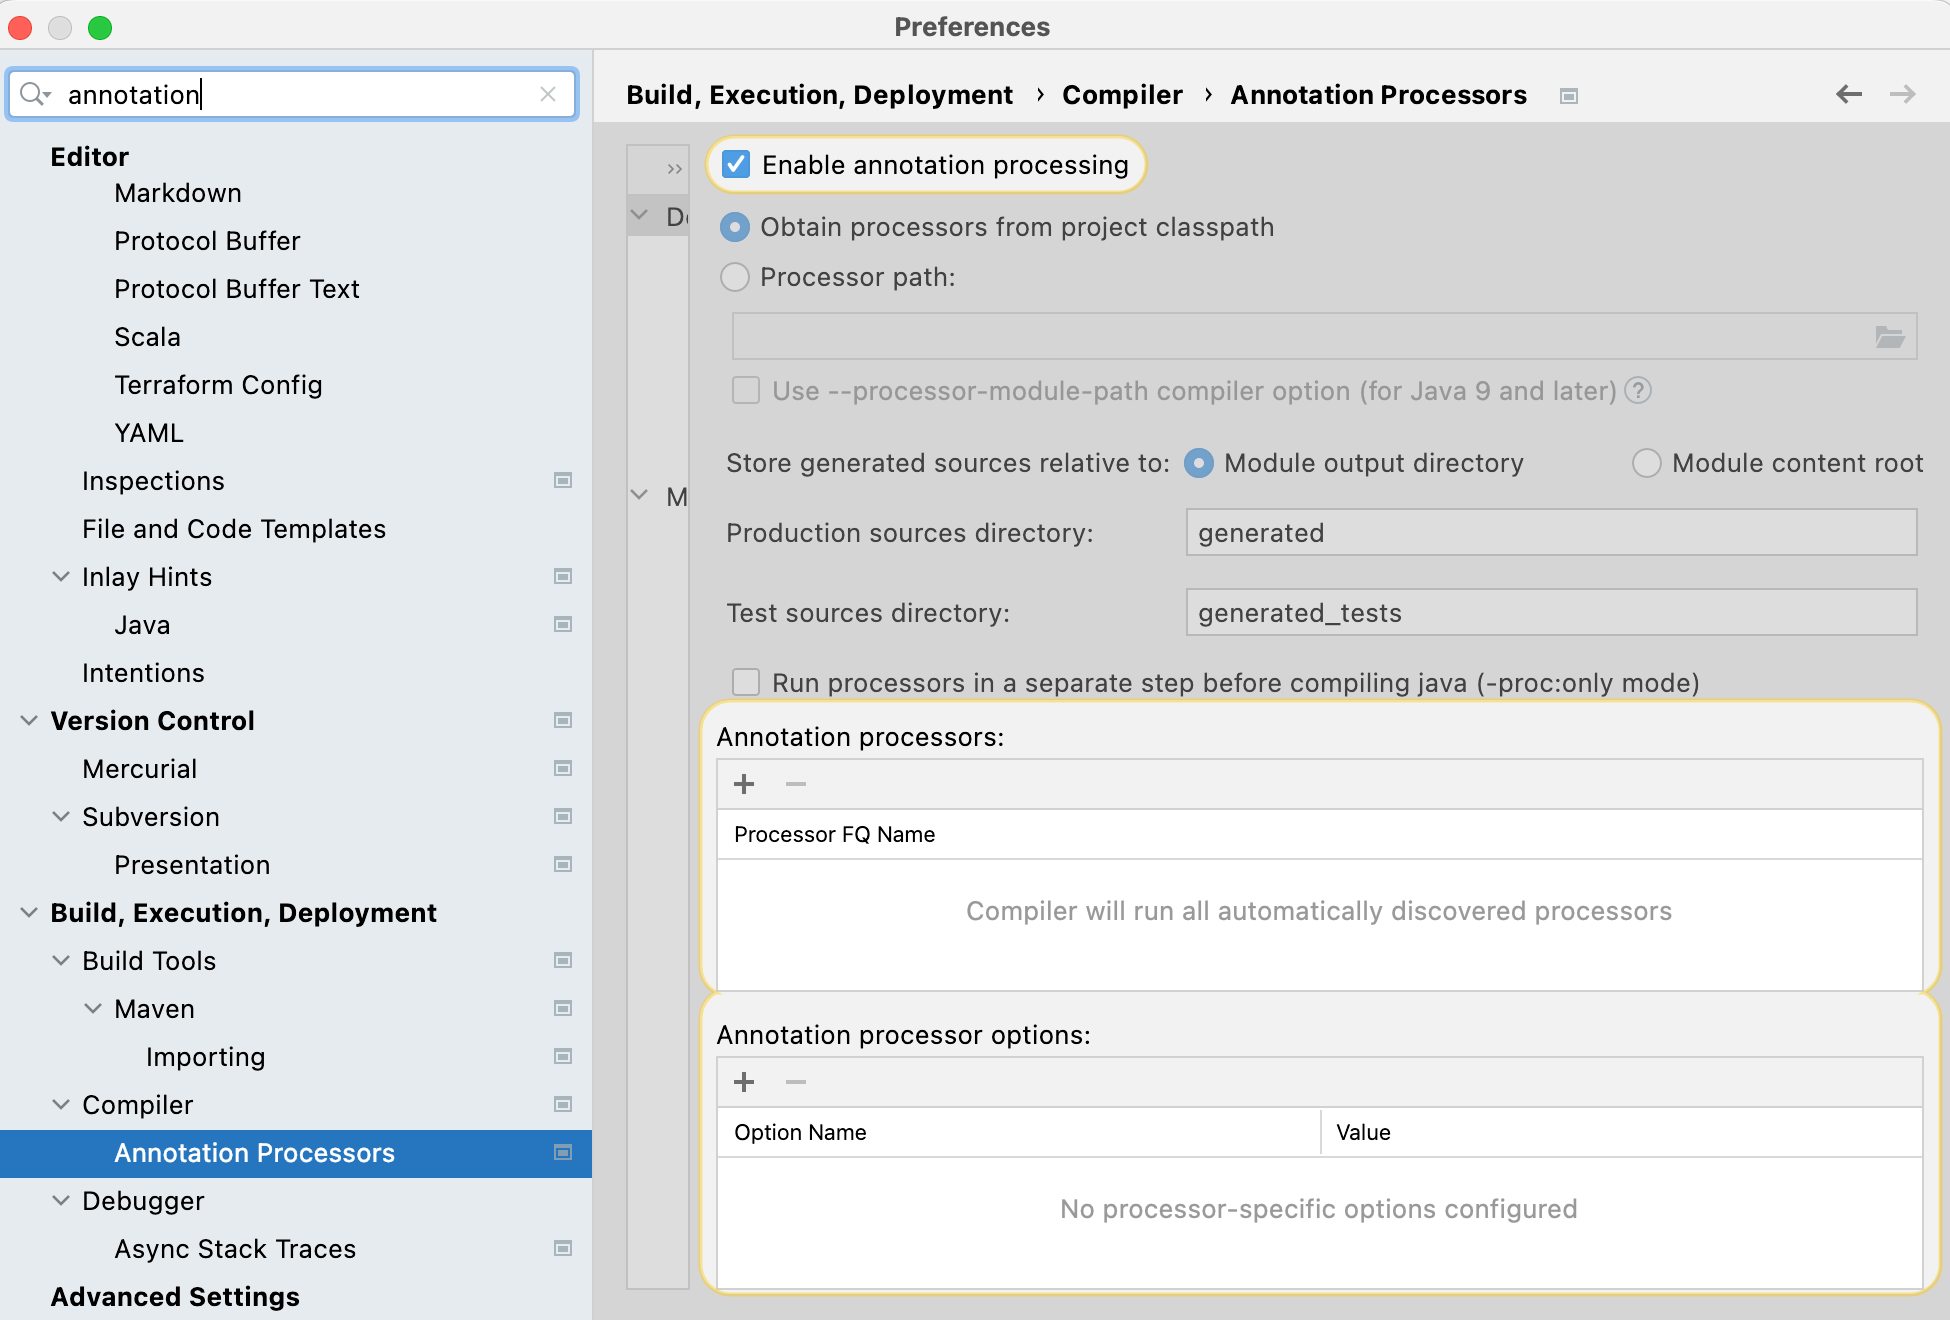 Preferences
annotation
Editor
Markdown
Protocol Buffer
Protocol Buffer Text
Scala
Terraform Config
YAML
Inspections
File and Code Templates
Inlay Hints
Java
Intentions
Version Control
Mercurial
Subversion
Presentation
Build, Execution, Deployment
Build Tools
Maven
Importing
Compiler
Annotation Processors
Debugger
Async Stack Traces
Advanced Settings
Build, Execution, Deployment › Compiler › Annotation Processors
»
M
Enable annotation processing
Obtain processors from project classpath
Processor path:
Use --processor-module-path compiler option (for Java 9 and later) ?
Store generated sources relative to: Module output directory Module content root
Production sources directory: generated
Test sources directory: generated_tests
Run processors in a separate step before compiling java (-proc:only mode)
Annotation processors:
Processor FQ Name
Compiler will run all automatically discovered processors
Annotation processor options:
Option Name Value
No processor-specific options configured